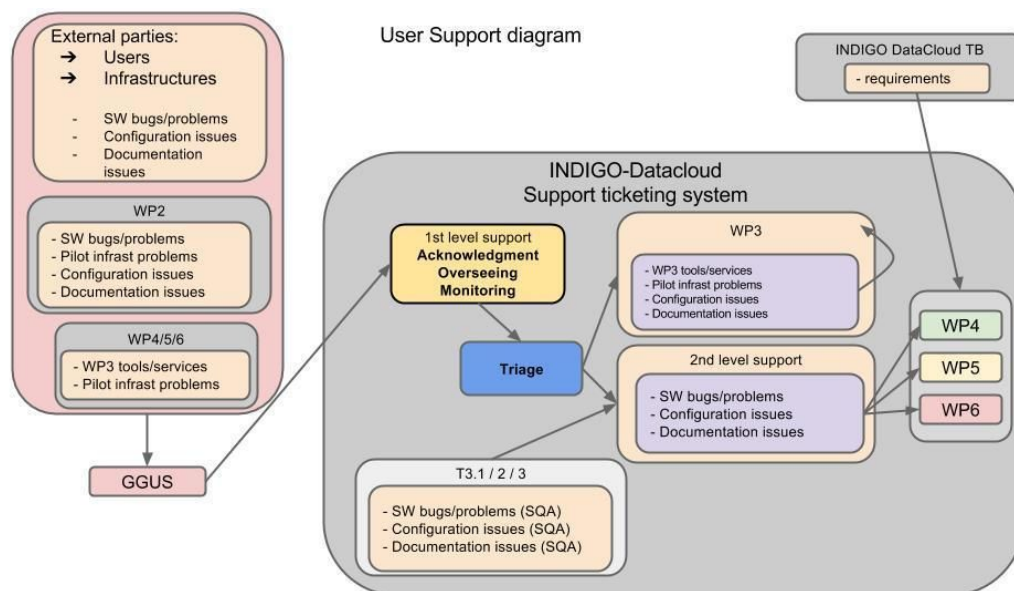 User Support diagram
External parties:
➔ Users
➔ Infrastructures
- SW bugs/problems
- Configuration issues
- Documentation
issues
WP2
- SW bugs/problems
- Pilot infrast problems
- Configuration issues
- Documentation issues
WP4/5/6
- WP3 tools/services
- Pilot infrast problems
GGUS
INDIGO DataCloud TB
- requirements
INDIGO-Datacloud
Support ticketing system
1st level support
Acknowledgment
Overseeing
Monitoring
Triage
WP3
- WP3 tools/services
- Pilot infrast problems
- Configuration issues
- Documentation issues
2nd level support
- SW bugs/problems
- Configuration issues
- Documentation issues
T3.1 / 2 / 3
- SW bugs/problems (SQA)
- Configuration issues (SQA)
- Documentation issues (SQA)
WP4
WP5
WP6